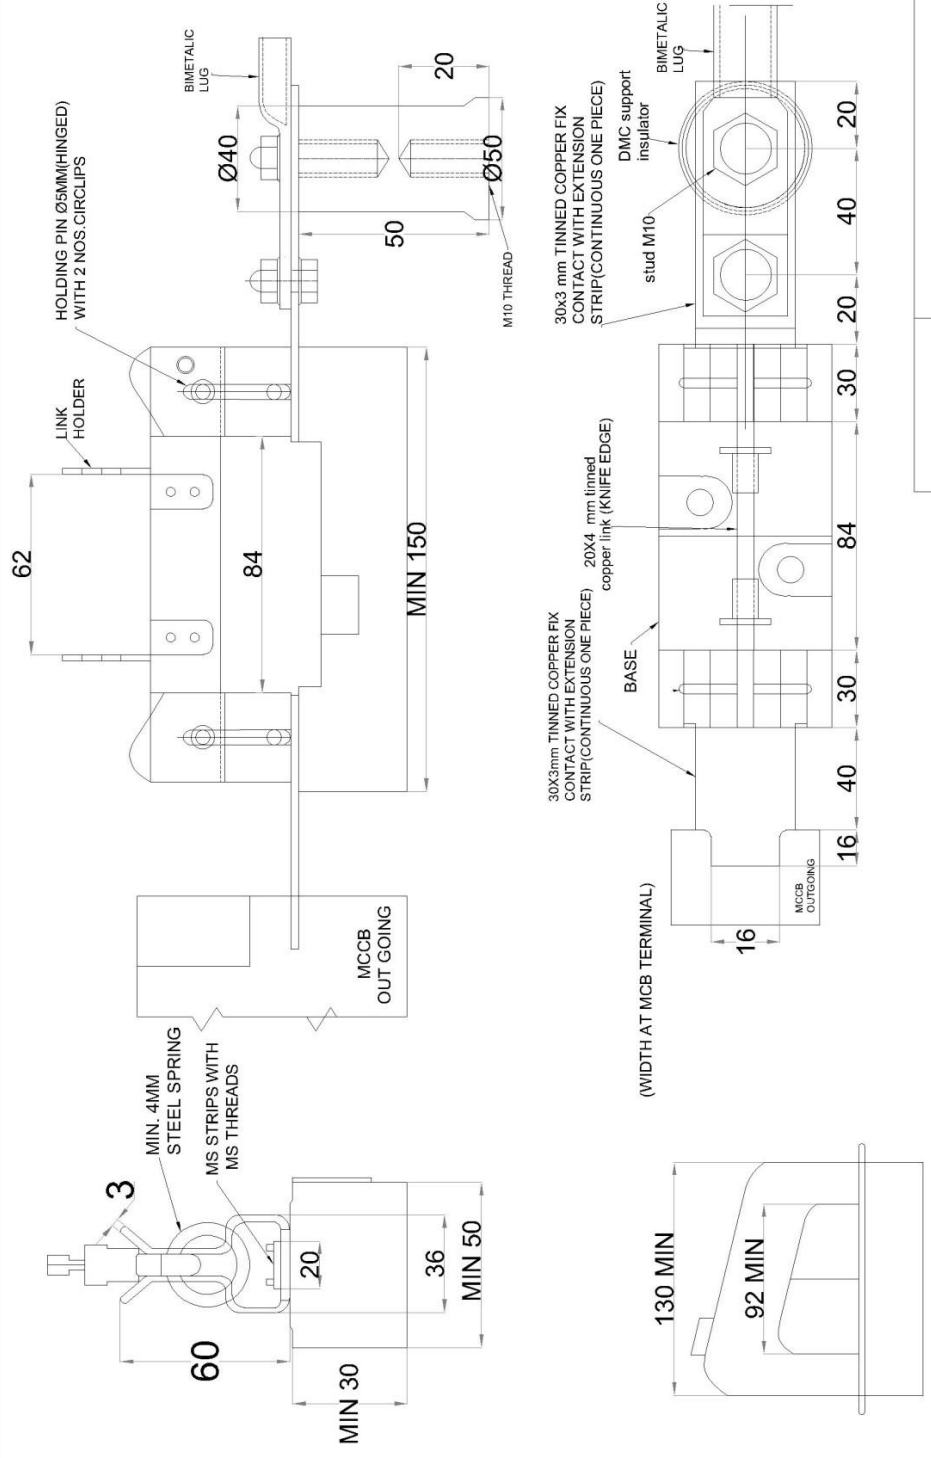 MIN. 4MM
STEEL SPRING
MS STRIPS WITH
MS THREADS
3
60
20
36
MIN 50
MIN 30
MCCB
OUT GOING
62
LINK
HOLDER
HOLDING PIN Ø5MM(HINGED)
WITH 2 NOS.CIRCLIPS
84
MIN 150
BIMETALIC
LUG
Ø40
20
50
Ø50
M10 THREAD
130 MIN
92 MIN
(WIDTH AT MCB TERMINAL)
16
MCCB
OUTGOING
30X3mm TINNED COPPER FIX
CONTACT WITH EXTENSION
STRIP(CONTINUOUS ONE PIECE)
BASE
20X4 mm tinned
copper link (KNIFE EDGE)
30x3 mm TINNED COPPER FIX
CONTACT WITH EXTENSION
STRIP(CONTINUOUS ONE PIECE)
stud M10
DMC support
insulator
BIMETALIC
LUG
16
40
30
84
30
20
40
20